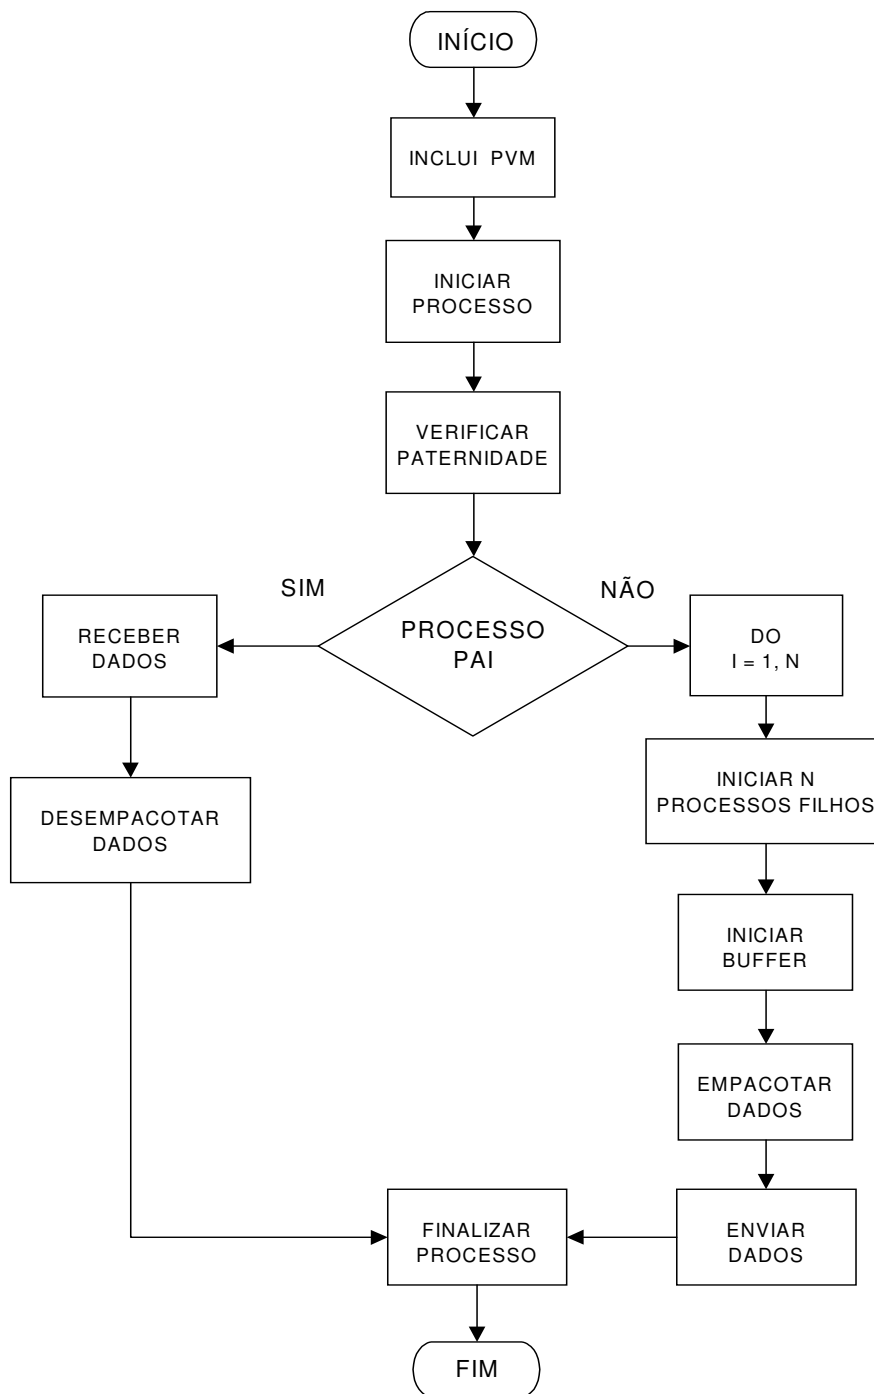 INÍCIO
INCLUI PVM
INICIAR
PROCESSO
VERIFICAR
PATERNIDADE
SIM
NÃO
PROCESSO
PAI
RECEBER
DADOS
DO
I = 1, N
DESEMPACOTAR
DADOS
INICIAR N
PROCESSOS FILHOS
INICIAR
BUFFER
EMPACOTAR
DADOS
ENVIAR
DADOS
FINALIZAR
PROCESSO
FIM